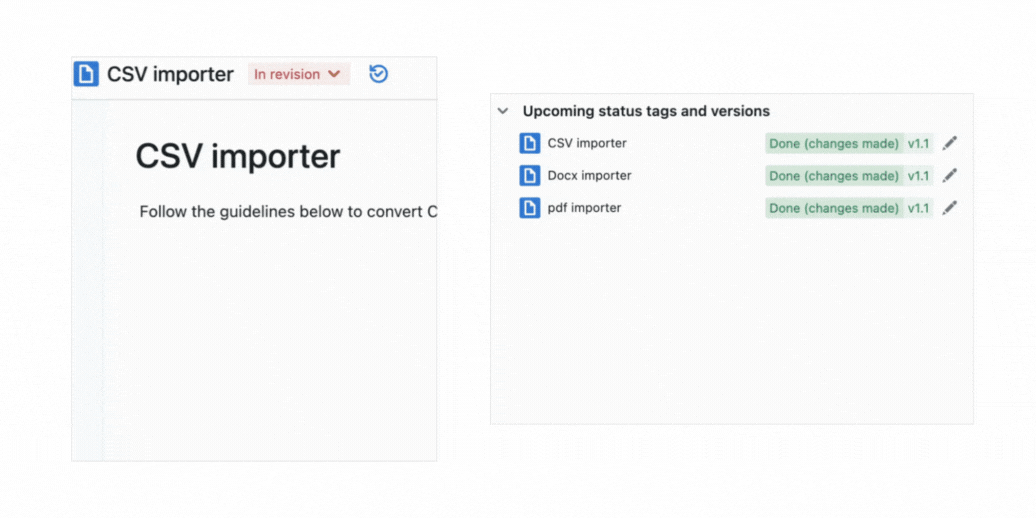 CSV importer
In revision
CSV importer
Follow the guidelines below to convert C
Upcoming status tags and versions
CSV importer Done (changes made) v1.1
Docx importer Done (changes made) v1.1
pdf importer Done (changes made) v1.1